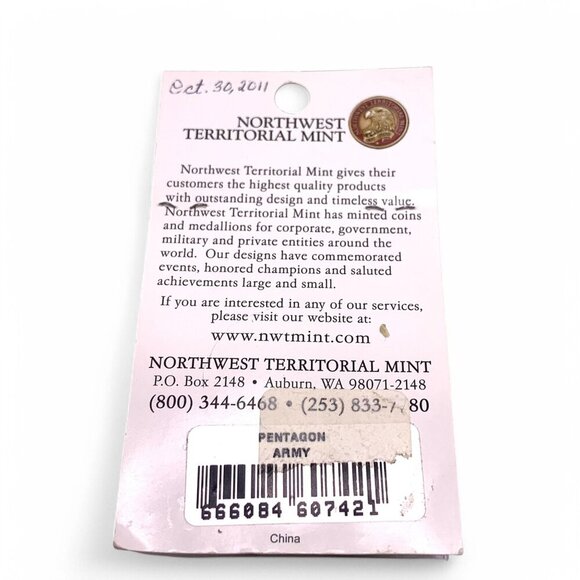 Oct. 30, 2011
NORTHWEST
TERRITORIAL MINT
Northwest Territorial Mint gives their
customers the highest quality products
with outstanding design and timeless value.
Northwest Territorial Mint has minted coins
and medallions for corporate, government,
military and private entities around the
world. Our designs have commemorated
events, honored champions and saluted
achievements large and small.
If you are interested in any of our services,
please visit our website at:
www.nwtmint.com
NORTHWEST TERRITORIAL MINT
P.O. Box 2148 • Auburn, WA 98071-2148
(800) 344-6468 • (253) 833-7 80
PENTAGON
ARMY
666084 607421
China